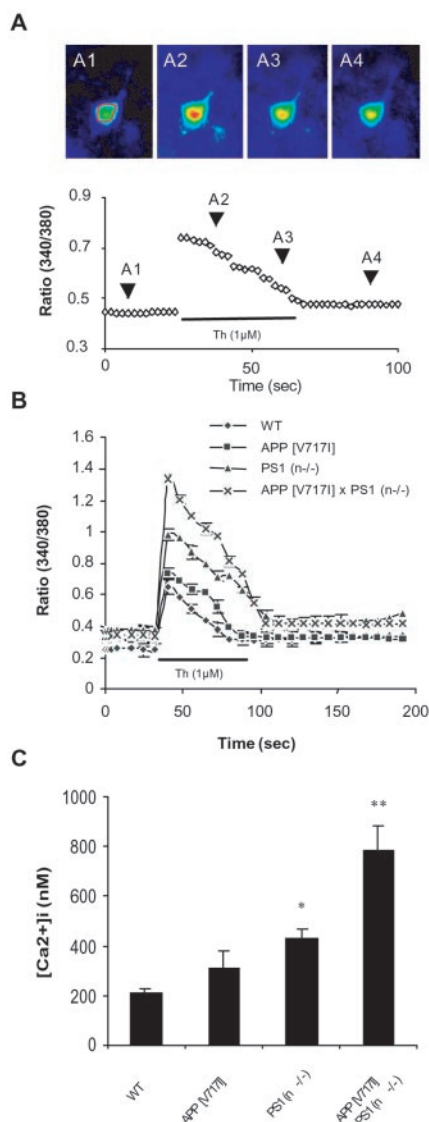 A
A1 A2 A3 A4
0.9
0.7
0.5
0.3
Ratio (340/380)
A1
A2
A3
A4
Th (1µM)
0 50 100
Time (sec)
B
WT
APP [V717I]
PS1 (n-/-)
APP [V717I] x PS1 (n-/-)
1.6
1.4
1.2
1
0.8
0.6
0.4
0.2
0
Ratio (340/380)
Th (1µM)
0 50 100 150 200
Time (sec)
C
1000
800
600
400
200
0
[Ca2+]i (nM)
*
**
WT
APP [V717I]
PS1 (n -/-)
APP [V717I]
PS1 (n -/-)